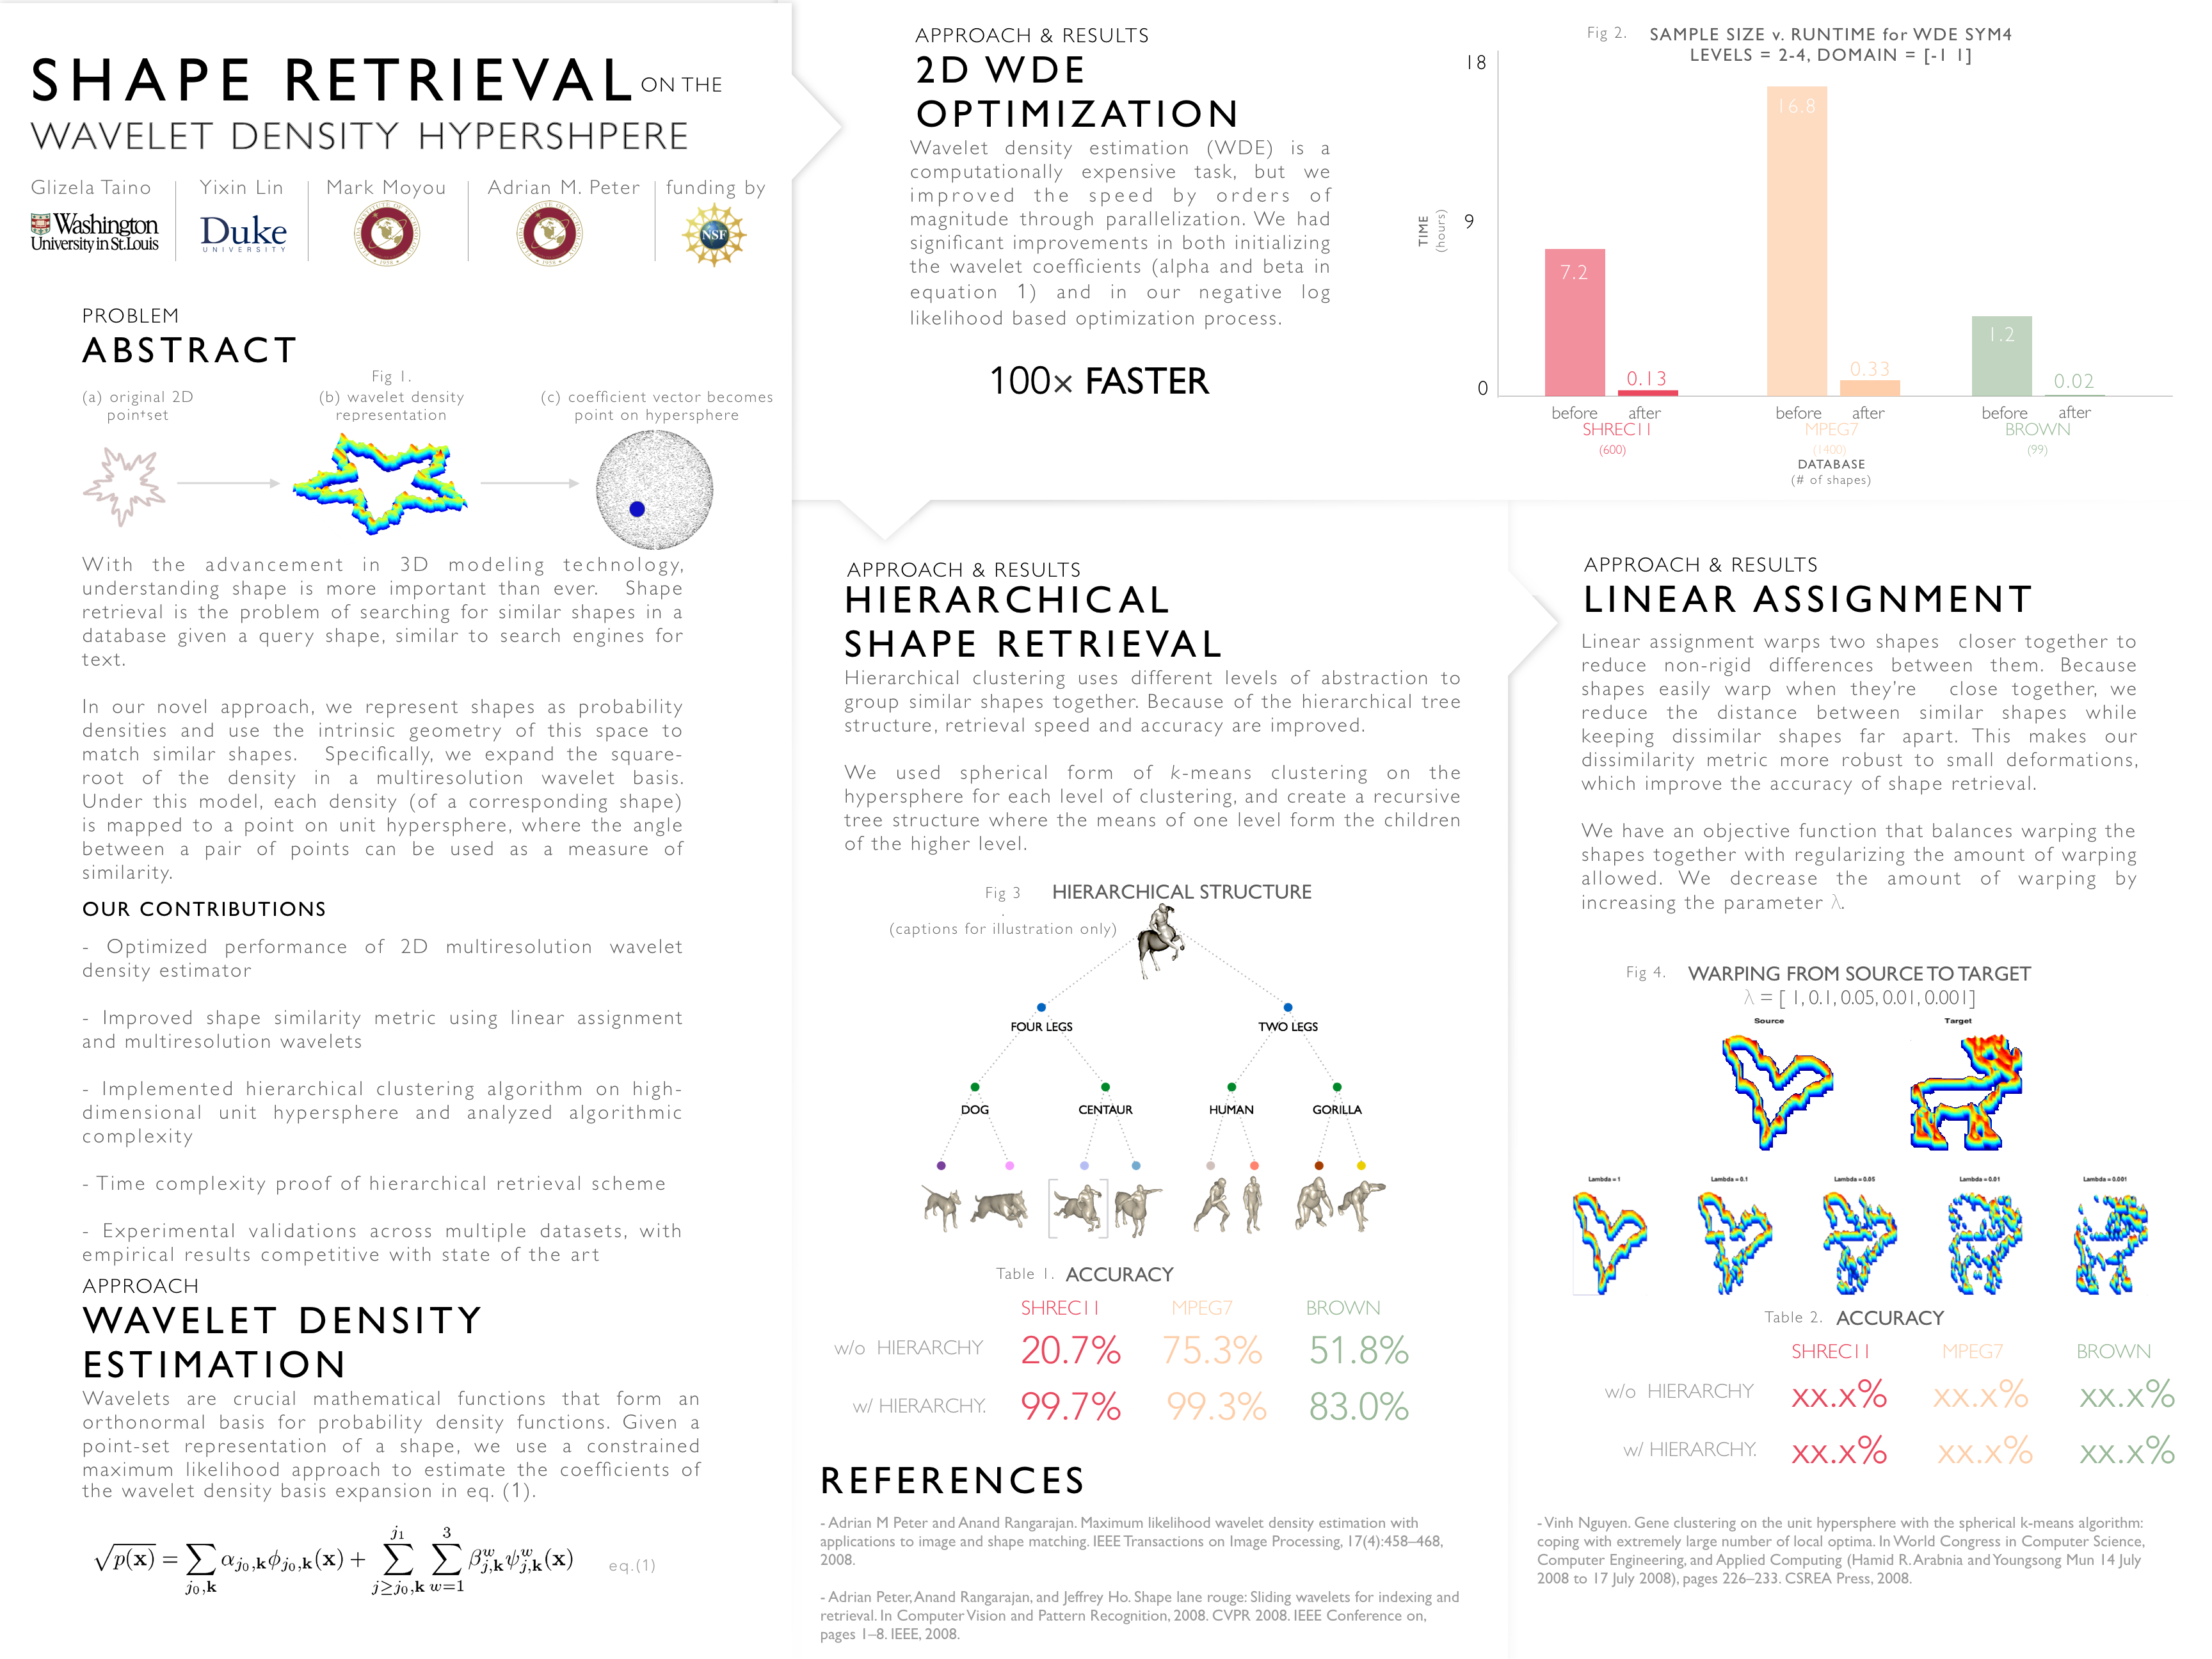 SHAPE RETRIEVAL ON THE
WAVELET DENSITY HYPERSHPERE
Glizela Taino
Washington
University in St. Louis
Yixin Lin
Duke
UNIVERSITY
Mark Moyou
Adrian M. Peter
funding by
NSF
PROBLEM
ABSTRACT
Fig 1.
(a) original 2D
pointset
(b) wavelet density
representation
(c) coefficient vector becomes
point on hypersphere
With the advancement in 3D modeling technology,
understanding shape is more important than ever. Shape
retrieval is the problem of searching for similar shapes in a
database given a query shape, similar to search engines for
text.
In our novel approach, we represent shapes as probability
densities and use the intrinsic geometry of this space to
match similar shapes. Specifically, we expand the square-
root of the density in a multiresolution wavelet basis.
Under this model, each density (of a corresponding shape)
is mapped to a point on unit hypersphere, where the angle
between a pair of points can be used as a measure of
similarity.
OUR CONTRIBUTIONS
- Optimized performance of 2D multiresolution wavelet
density estimator
- Improved shape similarity metric using linear assignment
and multiresolution wavelets
- Implemented hierarchical clustering algorithm on high-
dimensional unit hypersphere and analyzed algorithmic
complexity
- Time complexity proof of hierarchical retrieval scheme
- Experimental validations across multiple datasets, with
empirical results competitive with state of the art
APPROACH
WAVELET DENSITY
ESTIMATION
Wavelets are crucial mathematical functions that form an
orthonormal basis for probability density functions. Given a
point-set representation of a shape, we use a constrained
maximum likelihood approach to estimate the coefficients of
the wavelet density basis expansion in eq. (1).
√p(x) = ∑_{j₀,k} α_{j₀,k} ϕ_{j₀,k}(x) + ∑_{j≥j₀,k}^{j₁} ∑_{w=1}^{3} β^w_{j,k} ψ^w_{j,k}(x) eq.(1)
APPROACH & RESULTS
2D WDE
OPTIMIZATION
Wavelet density estimation (WDE) is a
computationally expensive task, but we
improved the speed by orders of
magnitude through parallelization. We had
significant improvements in both initializing
the wavelet coefficients (alpha and beta in
equation 1) and in our negative log
likelihood based optimization process.
100x FASTER
Fig 2. SAMPLE SIZE v. RUNTIME for WDE SYM4
LEVELS = 2-4, DOMAIN = [-1 1]
TIME
(hours)
18
9
0
7.2
0.13
16.8
0.33
1.2
0.02
before after before after before after
SHREC11 MPEG7 BROWN
(600) (1400) (99)
DATABASE
(# of shapes)
APPROACH & RESULTS
HIERARCHICAL
SHAPE RETRIEVAL
Hierarchical clustering uses different levels of abstraction to
group similar shapes together. Because of the hierarchical tree
structure, retrieval speed and accuracy are improved.
We used spherical form of k-means clustering on the
hypersphere for each level of clustering, and create a recursive
tree structure where the means of one level form the children
of the higher level.
Fig 3 . HIERARCHICAL STRUCTURE
(captions for illustration only)
FOUR LEGS TWO LEGS
DOG CENTAUR HUMAN GORILLA
Table 1. ACCURACY
SHREC11 MPEG7 BROWN
w/o HIERARCHY 20.7% 75.3% 51.8%
w/ HIERARCHY. 99.7% 99.3% 83.0%
REFERENCES
- Adrian M Peter and Anand Rangarajan. Maximum likelihood wavelet density estimation with
applications to image and shape matching. IEEE Transactions on Image Processing, 17(4):458–468,
2008.
- Adrian Peter, Anand Rangarajan, and Jeffrey Ho. Shape lane rouge: Sliding wavelets for indexing and
retrieval. In Computer Vision and Pattern Recognition, 2008. CVPR 2008. IEEE Conference on,
pages 1–8. IEEE, 2008.
APPROACH & RESULTS
LINEAR ASSIGNMENT
Linear assignment warps two shapes closer together to
reduce non-rigid differences between them. Because
shapes easily warp when they're close together, we
reduce the distance between similar shapes while
keeping dissimilar shapes far apart. This makes our
dissimilarity metric more robust to small deformations,
which improve the accuracy of shape retrieval.
We have an objective function that balances warping the
shapes together with regularizing the amount of warping
allowed. We decrease the amount of warping by
increasing the parameter λ.
Fig 4. WARPING FROM SOURCE TO TARGET
λ = [ 1, 0.1, 0.05, 0.01, 0.001]
Source Target
Lambda = 1 Lambda = 0.1 Lambda = 0.05 Lambda = 0.01 Lambda = 0.001
Table 2. ACCURACY
SHREC11 MPEG7 BROWN
w/o HIERARCHY xx.x% xx.x% xx.x%
w/ HIERARCHY. xx.x% xx.x% xx.x%
- Vinh Nguyen. Gene clustering on the unit hypersphere with the spherical k-means algorithm:
coping with extremely large number of local optima. In World Congress in Computer Science,
Computer Engineering, and Applied Computing (Hamid R. Arabnia and Youngsong Mun 14 July
2008 to 17 July 2008), pages 226–233. CSREA Press, 2008.